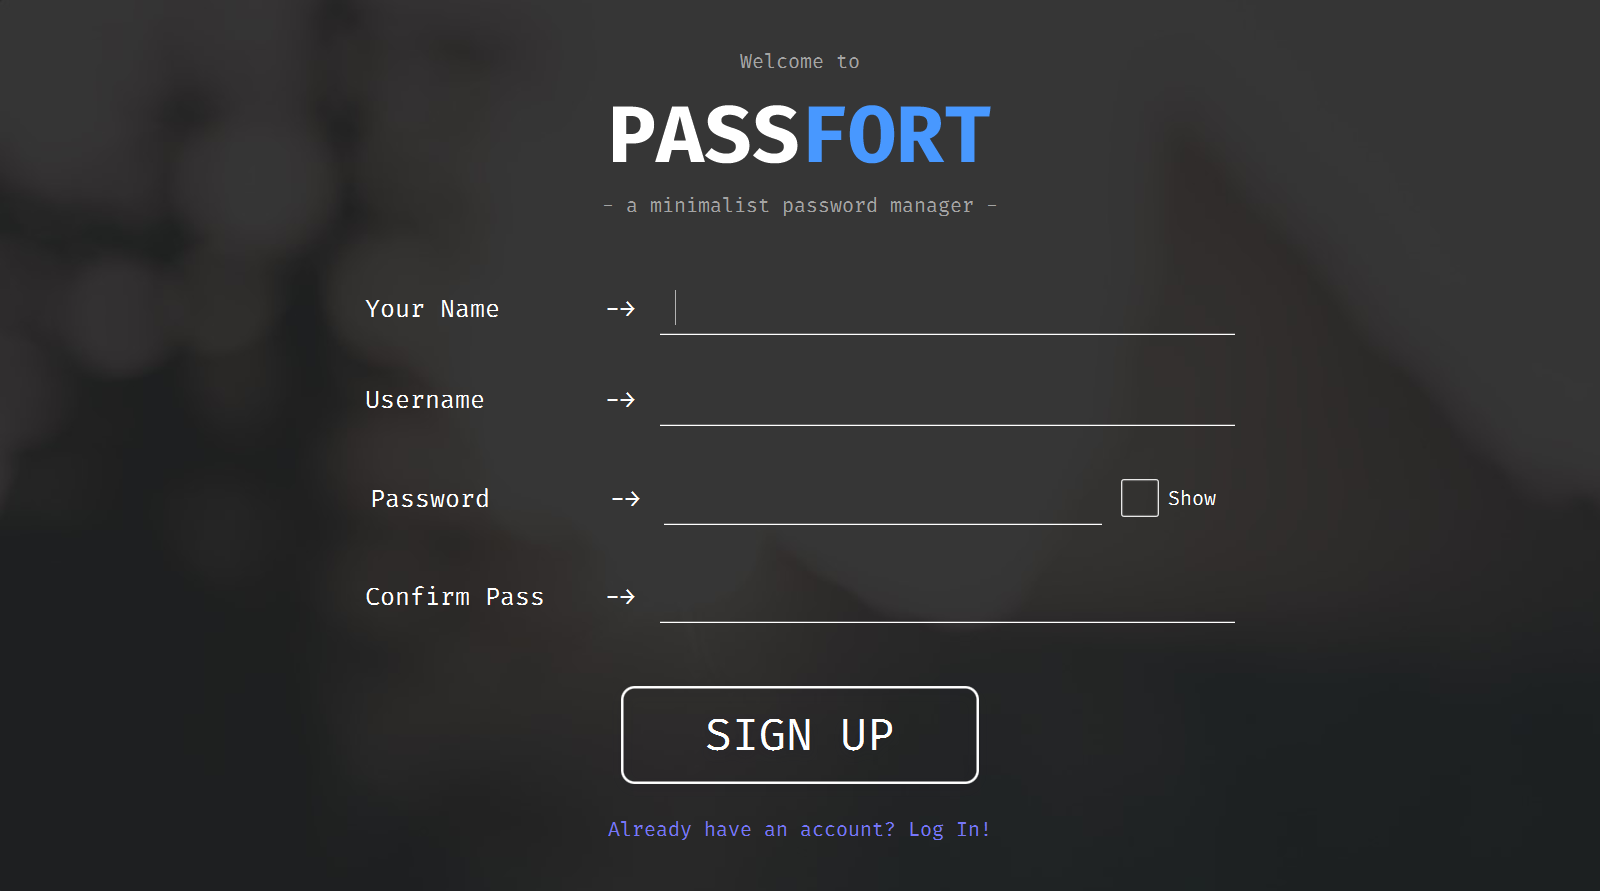 Welcome to
PASSFORT
- a minimalist password manager -
Your Name -->
Username -->
Password --> Show
Confirm Pass -->
SIGN UP
Already have an account? Log In!